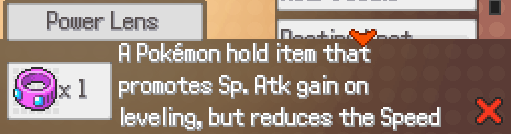 Power Lens
A Pokémon hold item that
x 1
promotes Sp. Atk gain on
leveling, but reduces the Speed